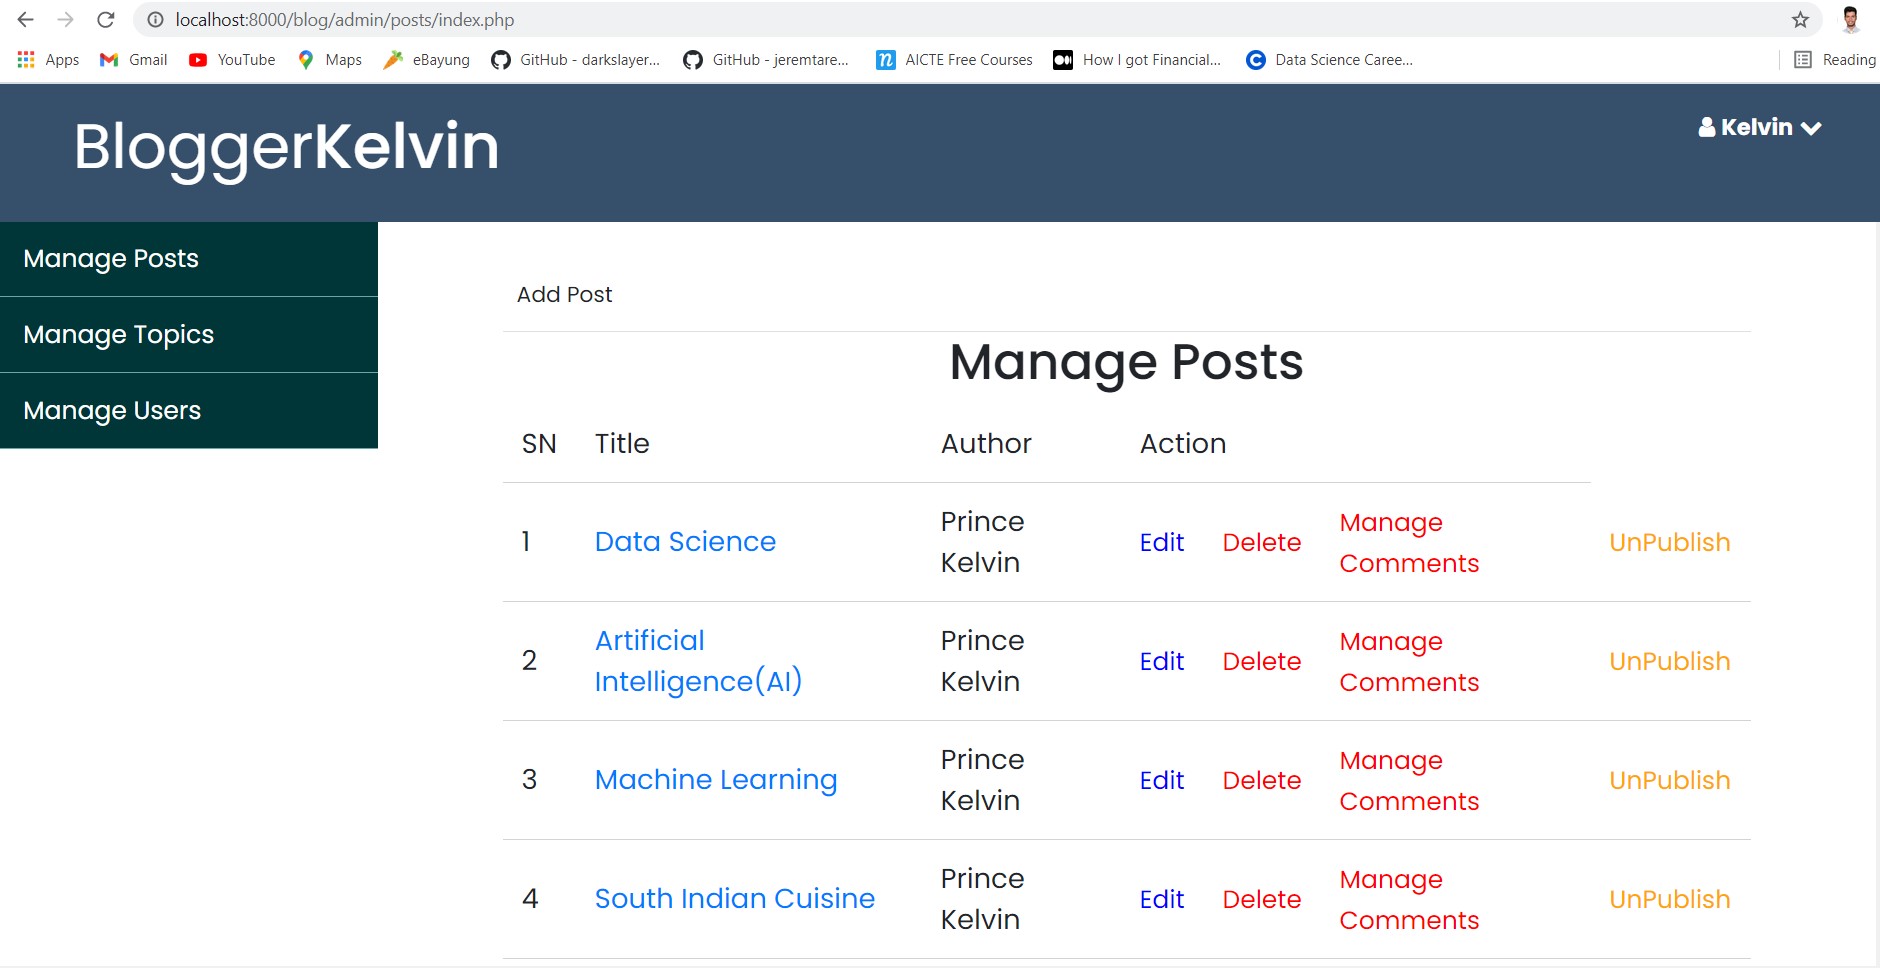 localhost:8000/blog/admin/posts/index.php
Apps Gmail YouTube Maps eBayung GitHub - darkslayer... GitHub - jeremtare... AICTE Free Courses How I got Financial... Data Science Caree... Reading
BloggerKelvin
Kelvin
Manage Posts
Manage Topics
Manage Users
Add Post
Manage Posts
SN Title Author Action
1 Data Science Prince Kelvin Edit Delete Manage Comments UnPublish
2 Artificial Intelligence(AI) Prince Kelvin Edit Delete Manage Comments UnPublish
3 Machine Learning Prince Kelvin Edit Delete Manage Comments UnPublish
4 South Indian Cuisine Prince Kelvin Edit Delete Manage Comments UnPublish